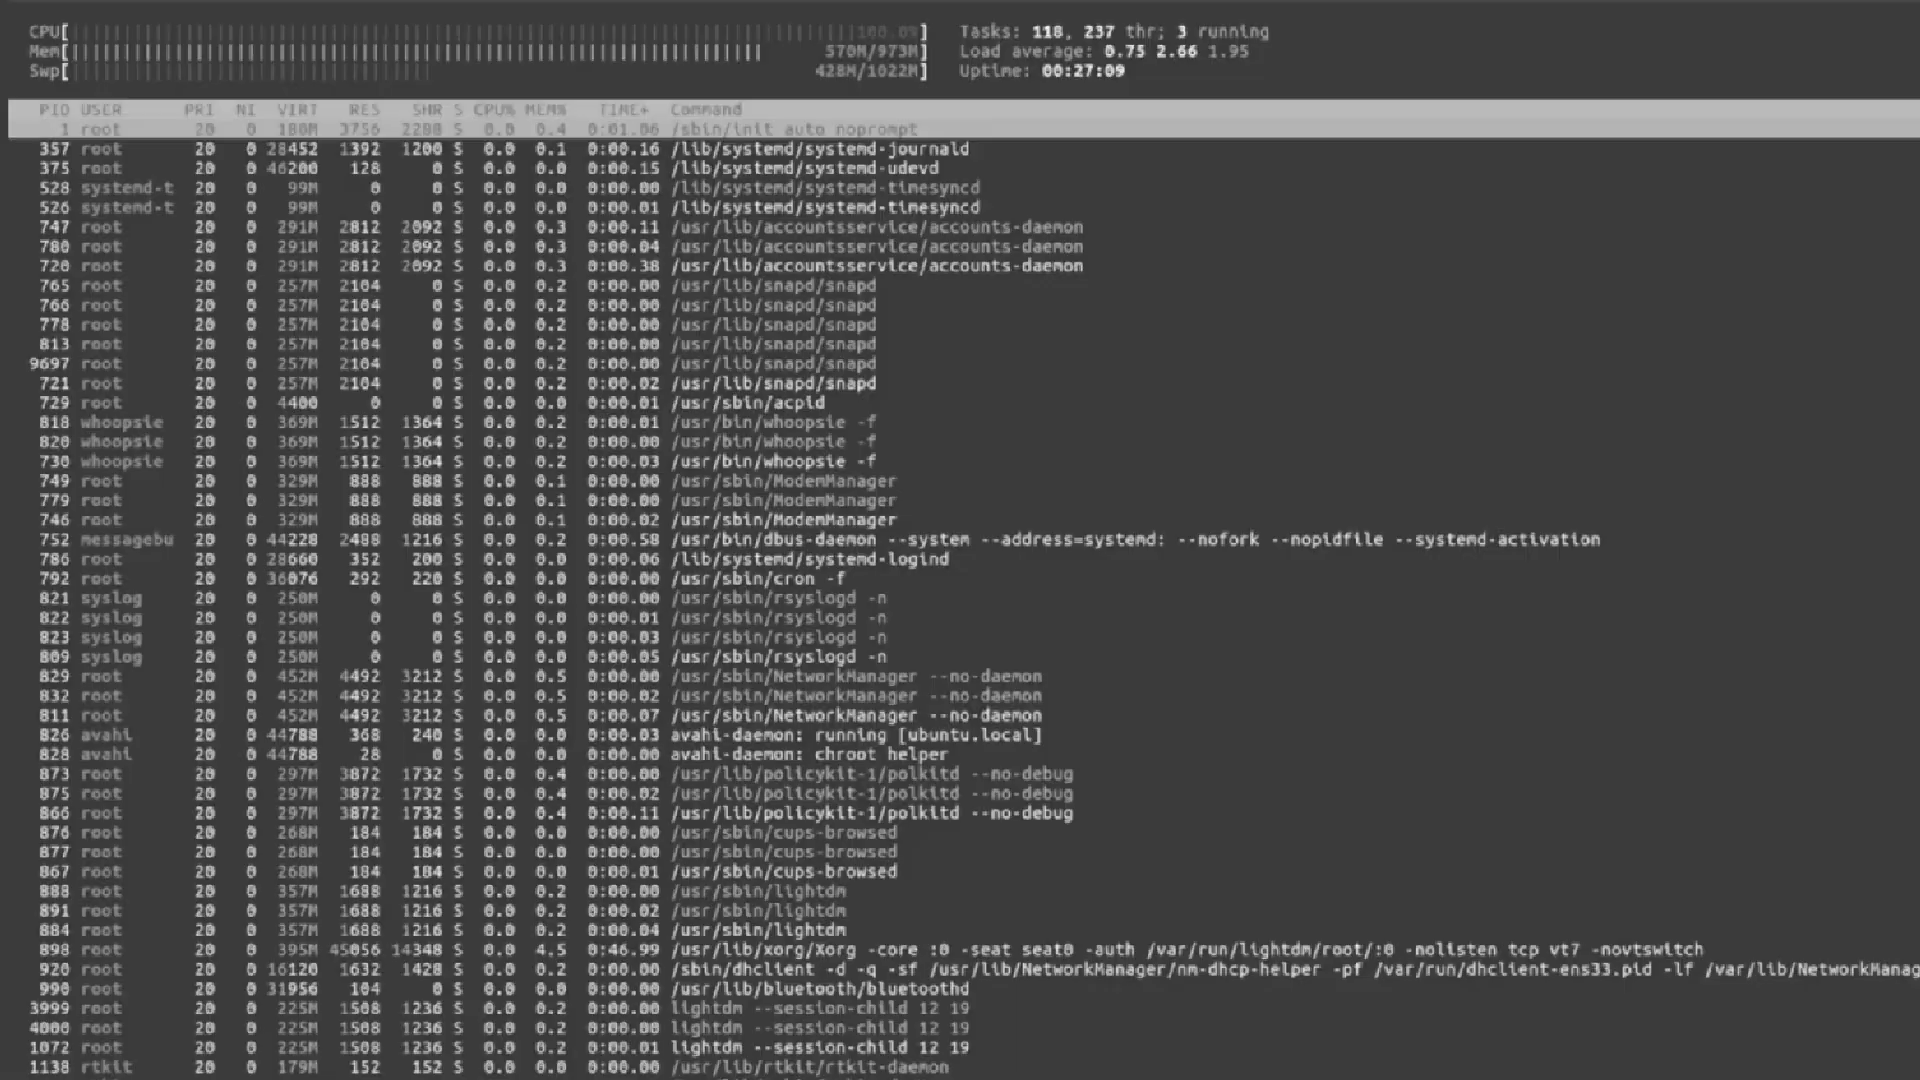 CPU[100.0%] Tasks: 118, 237 thr; 3 running
Mem[570M/973M] Load average: 0.75 2.66 1.95
Swp[428M/1022M] Uptime: 00:27:09
PID USER PRI NI VIRT RES SHR S CPU% MEM% TIME+ Command
1 root 20 0 180M 3756 2288 S 0.0 0.4 0:01.06 /sbin/init auto noprompt
357 root 20 0 28452 1392 1200 S 0.0 0.1 0:00.16 /lib/systemd/systemd-journald
375 root 20 0 46200 128 0 S 0.0 0.0 0:00.15 /lib/systemd/systemd-udevd
528 systemd-t 20 0 99M 0 0 S 0.0 0.0 0:00.00 /lib/systemd/systemd-timesyncd
526 systemd-t 20 0 99M 0 0 S 0.0 0.0 0:00.01 /lib/systemd/systemd-timesyncd
747 root 20 0 291M 2812 2092 S 0.0 0.3 0:00.11 /usr/lib/accountsservice/accounts-daemon
780 root 20 0 291M 2812 2092 S 0.0 0.3 0:00.04 /usr/lib/accountsservice/accounts-daemon
720 root 20 0 291M 2812 2092 S 0.0 0.3 0:00.38 /usr/lib/accountsservice/accounts-daemon
765 root 20 0 257M 2104 0 S 0.0 0.2 0:00.00 /usr/lib/snapd/snapd
766 root 20 0 257M 2104 0 S 0.0 0.2 0:00.00 /usr/lib/snapd/snapd
778 root 20 0 257M 2104 0 S 0.0 0.2 0:00.00 /usr/lib/snapd/snapd
813 root 20 0 257M 2104 0 S 0.0 0.2 0:00.00 /usr/lib/snapd/snapd
9697 root 20 0 257M 2104 0 S 0.0 0.2 0:00.00 /usr/lib/snapd/snapd
721 root 20 0 257M 2104 0 S 0.0 0.2 0:00.02 /usr/lib/snapd/snapd
729 root 20 0 4400 0 0 S 0.0 0.0 0:00.01 /usr/sbin/acpid
818 whoopsie 20 0 369M 1512 1364 S 0.0 0.2 0:00.01 /usr/bin/whoopsie -f
820 whoopsie 20 0 369M 1512 1364 S 0.0 0.2 0:00.00 /usr/bin/whoopsie -f
730 whoopsie 20 0 369M 1512 1364 S 0.0 0.2 0:00.03 /usr/bin/whoopsie -f
749 root 20 0 329M 888 888 S 0.0 0.1 0:00.00 /usr/sbin/ModemManager
779 root 20 0 329M 888 888 S 0.0 0.1 0:00.00 /usr/sbin/ModemManager
746 root 20 0 329M 888 888 S 0.0 0.1 0:00.02 /usr/sbin/ModemManager
752 messagebu 20 0 44228 2488 1216 S 0.0 0.2 0:00.58 /usr/bin/dbus-daemon --system --address=systemd: --nofork --nopidfile --systemd-activation
786 root 20 0 28660 352 200 S 0.0 0.0 0:00.06 /lib/systemd/systemd-logind
792 root 20 0 36076 292 220 S 0.0 0.0 0:00.00 /usr/sbin/cron -f
821 syslog 20 0 250M 0 0 S 0.0 0.0 0:00.00 /usr/sbin/rsyslogd -n
822 syslog 20 0 250M 0 0 S 0.0 0.0 0:00.01 /usr/sbin/rsyslogd -n
823 syslog 20 0 250M 0 0 S 0.0 0.0 0:00.03 /usr/sbin/rsyslogd -n
809 syslog 20 0 250M 0 0 S 0.0 0.0 0:00.05 /usr/sbin/rsyslogd -n
829 root 20 0 452M 4492 3212 S 0.0 0.5 0:00.00 /usr/sbin/NetworkManager --no-daemon
832 root 20 0 452M 4492 3212 S 0.0 0.5 0:00.02 /usr/sbin/NetworkManager --no-daemon
811 root 20 0 452M 4492 3212 S 0.0 0.5 0:00.07 /usr/sbin/NetworkManager --no-daemon
826 avahi 20 0 44788 368 240 S 0.0 0.0 0:00.03 avahi-daemon: running [ubuntu.local]
828 avahi 20 0 44788 28 0 S 0.0 0.0 0:00.00 avahi-daemon: chroot helper
873 root 20 0 297M 3872 1732 S 0.0 0.4 0:00.00 /usr/lib/policykit-1/polkitd --no-debug
875 root 20 0 297M 3872 1732 S 0.0 0.4 0:00.02 /usr/lib/policykit-1/polkitd --no-debug
866 root 20 0 297M 3872 1732 S 0.0 0.4 0:00.11 /usr/lib/policykit-1/polkitd --no-debug
876 root 20 0 268M 184 184 S 0.0 0.0 0:00.00 /usr/sbin/cups-browsed
877 root 20 0 268M 184 184 S 0.0 0.0 0:00.00 /usr/sbin/cups-browsed
867 root 20 0 268M 184 184 S 0.0 0.0 0:00.01 /usr/sbin/cups-browsed
888 root 20 0 357M 1688 1216 S 0.0 0.2 0:00.00 /usr/sbin/lightdm
891 root 20 0 357M 1688 1216 S 0.0 0.2 0:00.02 /usr/sbin/lightdm
884 root 20 0 357M 1688 1216 S 0.0 0.2 0:00.04 /usr/sbin/lightdm
898 root 20 0 395M 45056 14348 S 0.0 4.5 0:46.99 /usr/lib/xorg/Xorg -core :0 -seat seat0 -auth /var/run/lightdm/root/:0 -nolisten tcp vt7 -novtswitch
920 root 20 0 16120 1632 1428 S 0.0 0.2 0:00.00 /sbin/dhclient -d -q -sf /usr/lib/NetworkManager/nm-dhcp-helper -pf /var/run/dhclient-ens33.pid -lf /var/lib/NetworkManag
990 root 20 0 31956 104 0 S 0.0 0.0 0:00.00 /usr/lib/bluetooth/bluetoothd
3999 root 20 0 225M 1508 1236 S 0.0 0.2 0:00.00 lightdm --session-child 12 19
4000 root 20 0 225M 1508 1236 S 0.0 0.2 0:00.00 lightdm --session-child 12 19
1072 root 20 0 225M 1508 1236 S 0.0 0.2 0:00.01 lightdm --session-child 12 19
1138 rtkit 20 0 179M 152 152 S 0.0 0.0 0:00.00 /usr/lib/rtkit/rtkit-daemon